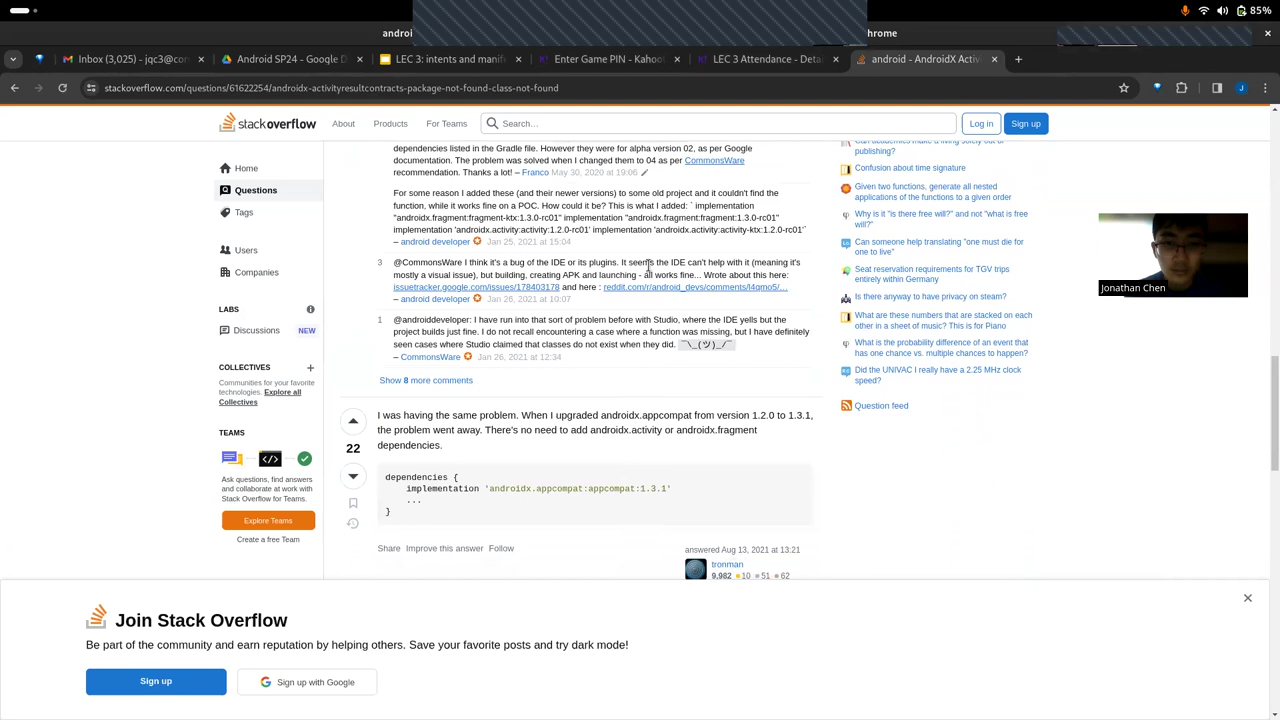 85%
androi
hrome
Inbox (3,025) - jqc3@con
Android SP24 - Google D
LEC 3: intents and manif
Enter Game PIN - Kahoo
LEC 3 Attendance - Deta
android - AndroidX Activ
stackoverflow.com/questions/61622254/androidx-activityresultcontracts-package-not-found-class-not-found
stackoverflow
About
Products
For Teams
Search…
Log in
Sign up
Home
Questions
Tags
Users
Companies
LABS
Discussions
NEW
COLLECTIVES
Communities for your favorite
technologies. Explore all
Collectives
TEAMS
Ask questions, find answers
and collaborate at work with
Stack Overflow for Teams.
Explore Teams
Create a free Team
dependencies listed in the Gradle file. However they were for alpha version 02, as per Google
documentation. The problem was solved when I changed them to 04 as per CommonsWare
recommendation. Thanks a lot! – Franco May 30, 2020 at 19:06
For some reason I added these (and their newer versions) to some old project and it couldn't find the
function, while it works fine on a POC. How could it be? This is what I added: ` implementation
"androidx.fragment:fragment-ktx:1.3.0-rc01" implementation "androidx.fragment:fragment:1.3.0-rc01"
implementation 'androidx.activity:activity:1.2.0-rc01' implementation 'androidx.activity:activity-ktx:1.2.0-rc01'`
– android developer Jan 25, 2021 at 15:04
3
@CommonsWare I think it's a bug of the IDE or its plugins. It seems the IDE can't help with it (meaning it's
mostly a visual issue), but building, creating APK and launching - all works fine... Wrote about this here:
issuetracker.google.com/issues/178403178 and here : reddit.com/r/android_devs/comments/l4qmo5/…
– android developer Jan 26, 2021 at 10:07
1
@androiddeveloper: I have run into that sort of problem before with Studio, where the IDE yells but the
project builds just fine. I do not recall encountering a case where a function was missing, but I have definitely
seen cases where Studio claimed that classes do not exist when they did. ¯\_(ツ)_/¯
– CommonsWare Jan 26, 2021 at 12:34
Show 8 more comments
22
I was having the same problem. When I upgraded androidx.appcompat from version 1.2.0 to 1.3.1,
the problem went away. There's no need to add androidx.activity or androidx.fragment
dependencies.
dependencies {
implementation 'androidx.appcompat:appcompat:1.3.1'
...
}
Share Improve this answer Follow
answered Aug 13, 2021 at 13:21
tronman
9,982 10 51 62
publishing?
Confusion about time signature
Given two functions, generate all nested
applications of the functions to a given order
Why is it "is there free will?" and not "what is free
will?"
Can someone help translating "one must die for
one to live"
Seat reservation requirements for TGV trips
entirely within Germany
Is there anyway to have privacy on steam?
What are these numbers that are stacked on each
other in a sheet of music? This is for Piano
What is the probability difference of an event that
has one chance vs. multiple chances to happen?
Did the UNIVAC I really have a 2.25 MHz clock
speed?
Question feed
Jonathan Chen
Join Stack Overflow
Be part of the community and earn reputation by helping others. Save your favorite posts and try dark mode!
Sign up
Sign up with Google